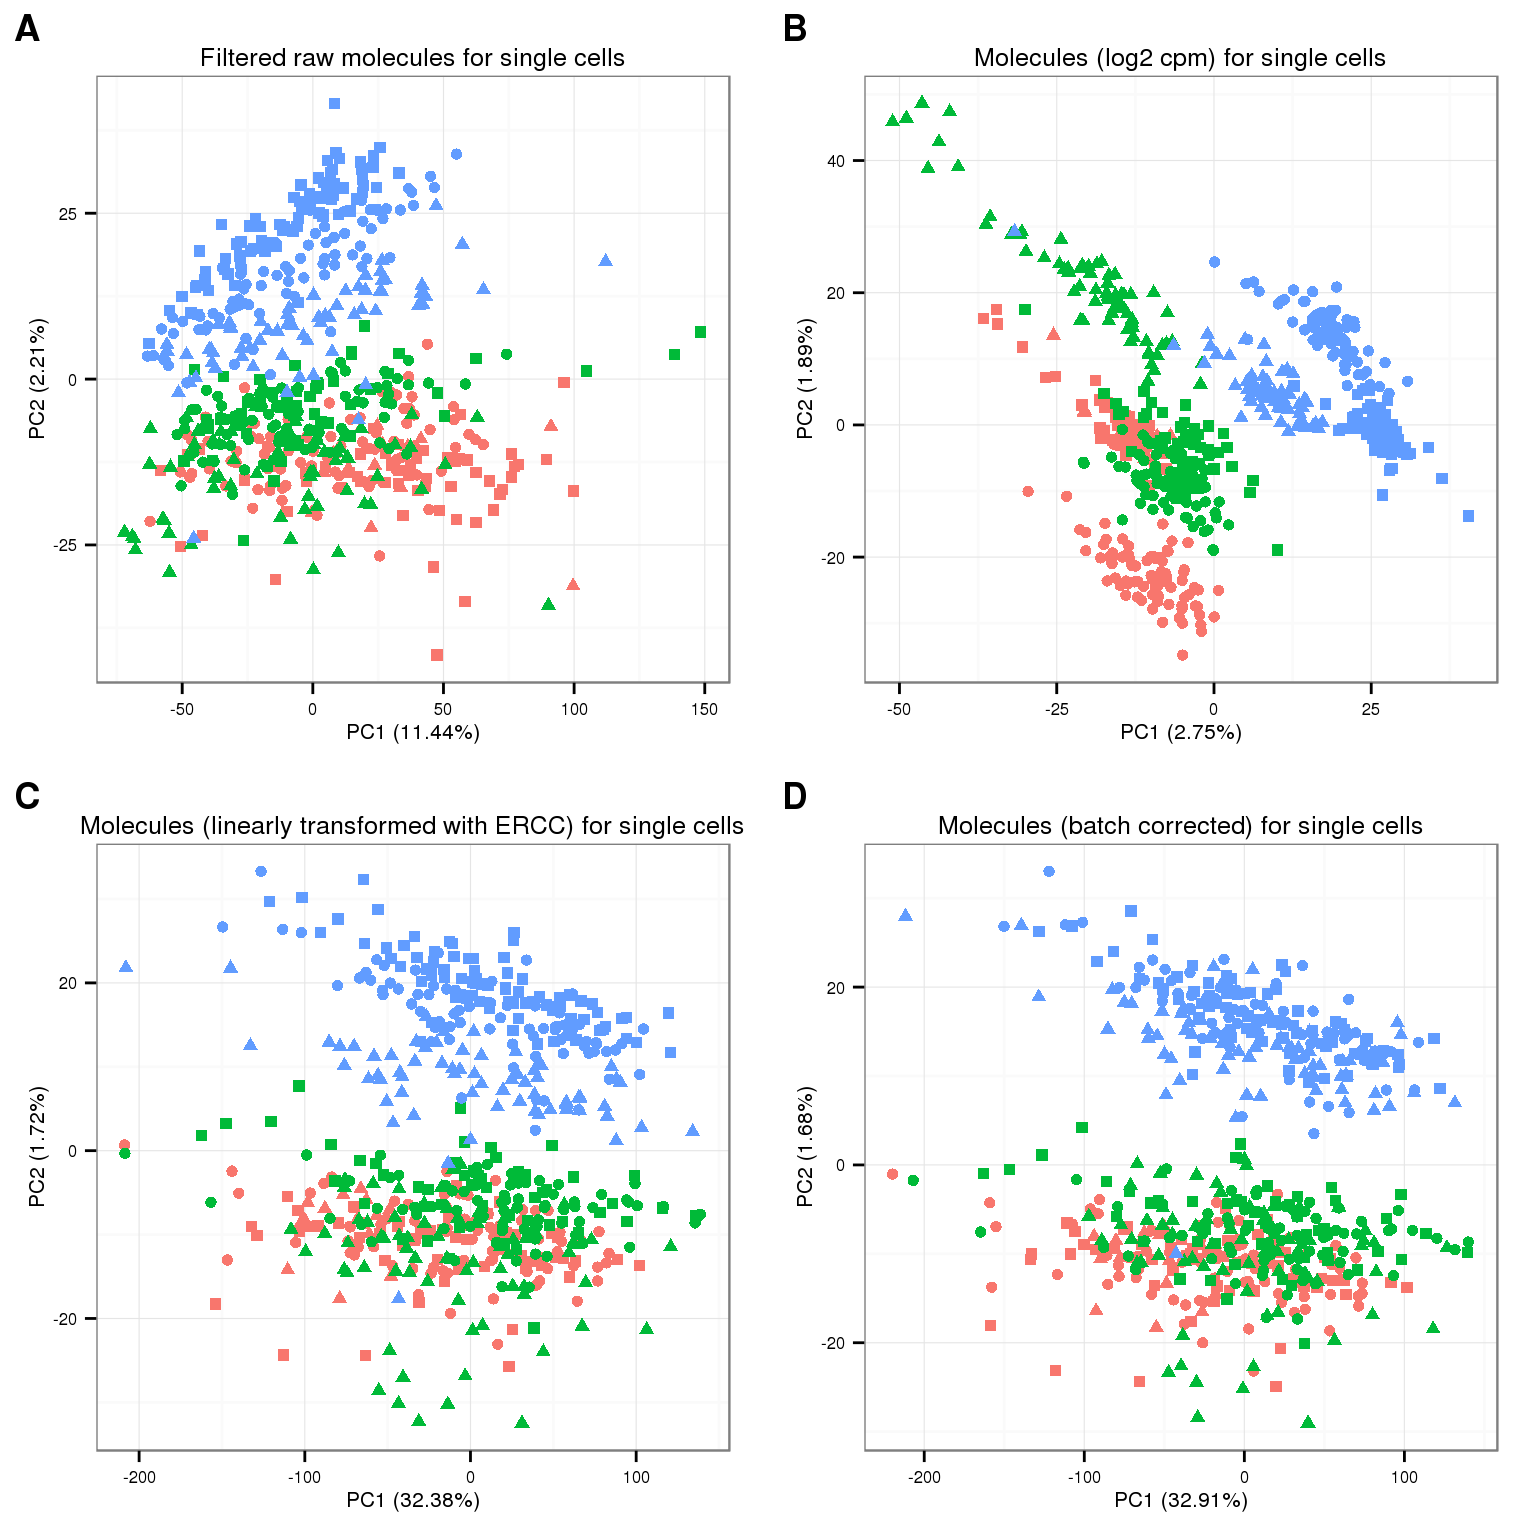 A
Filtered raw molecules for single cells
25
0
-25
PC2 (2.21%)
-50 0 50 100 150
PC1 (11.44%)
B
Molecules (log2 cpm) for single cells
40
20
0
-20
PC2 (1.89%)
-50 -25 0 25
PC1 (2.75%)
C
Molecules (linearly transformed with ERCC) for single cells
20
0
-20
PC2 (1.72%)
-200 -100 0 100
PC1 (32.38%)
D
Molecules (batch corrected) for single cells
20
0
-20
PC2 (1.68%)
-200 -100 0 100
PC1 (32.91%)